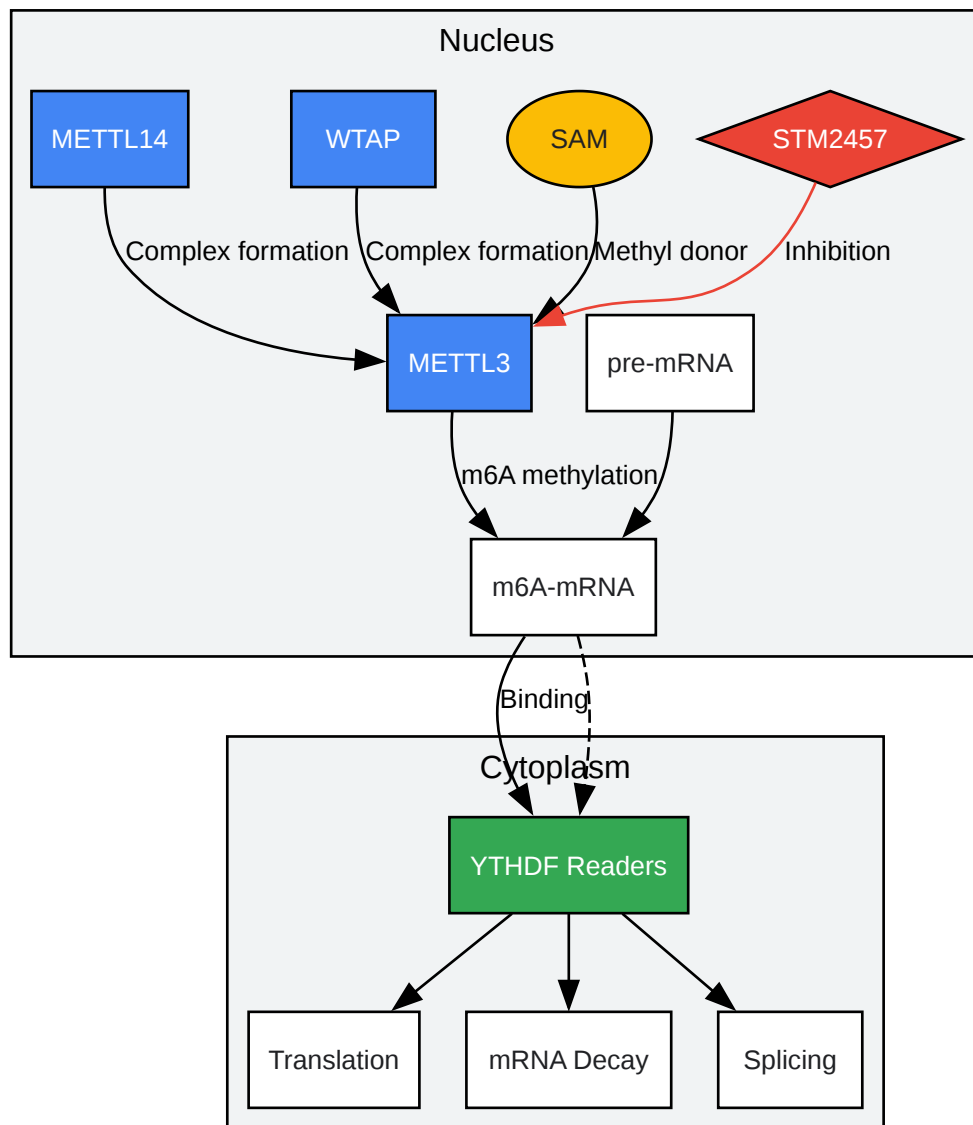 Nucleus
METTL14
WTAP
SAM
STM2457
Complex formation
Complex formation
Methyl donor
Inhibition
METTL3
pre-mRNA
m6A methylation
m6A-mRNA
Binding
Cytoplasm
YTHDF Readers
Translation
mRNA Decay
Splicing